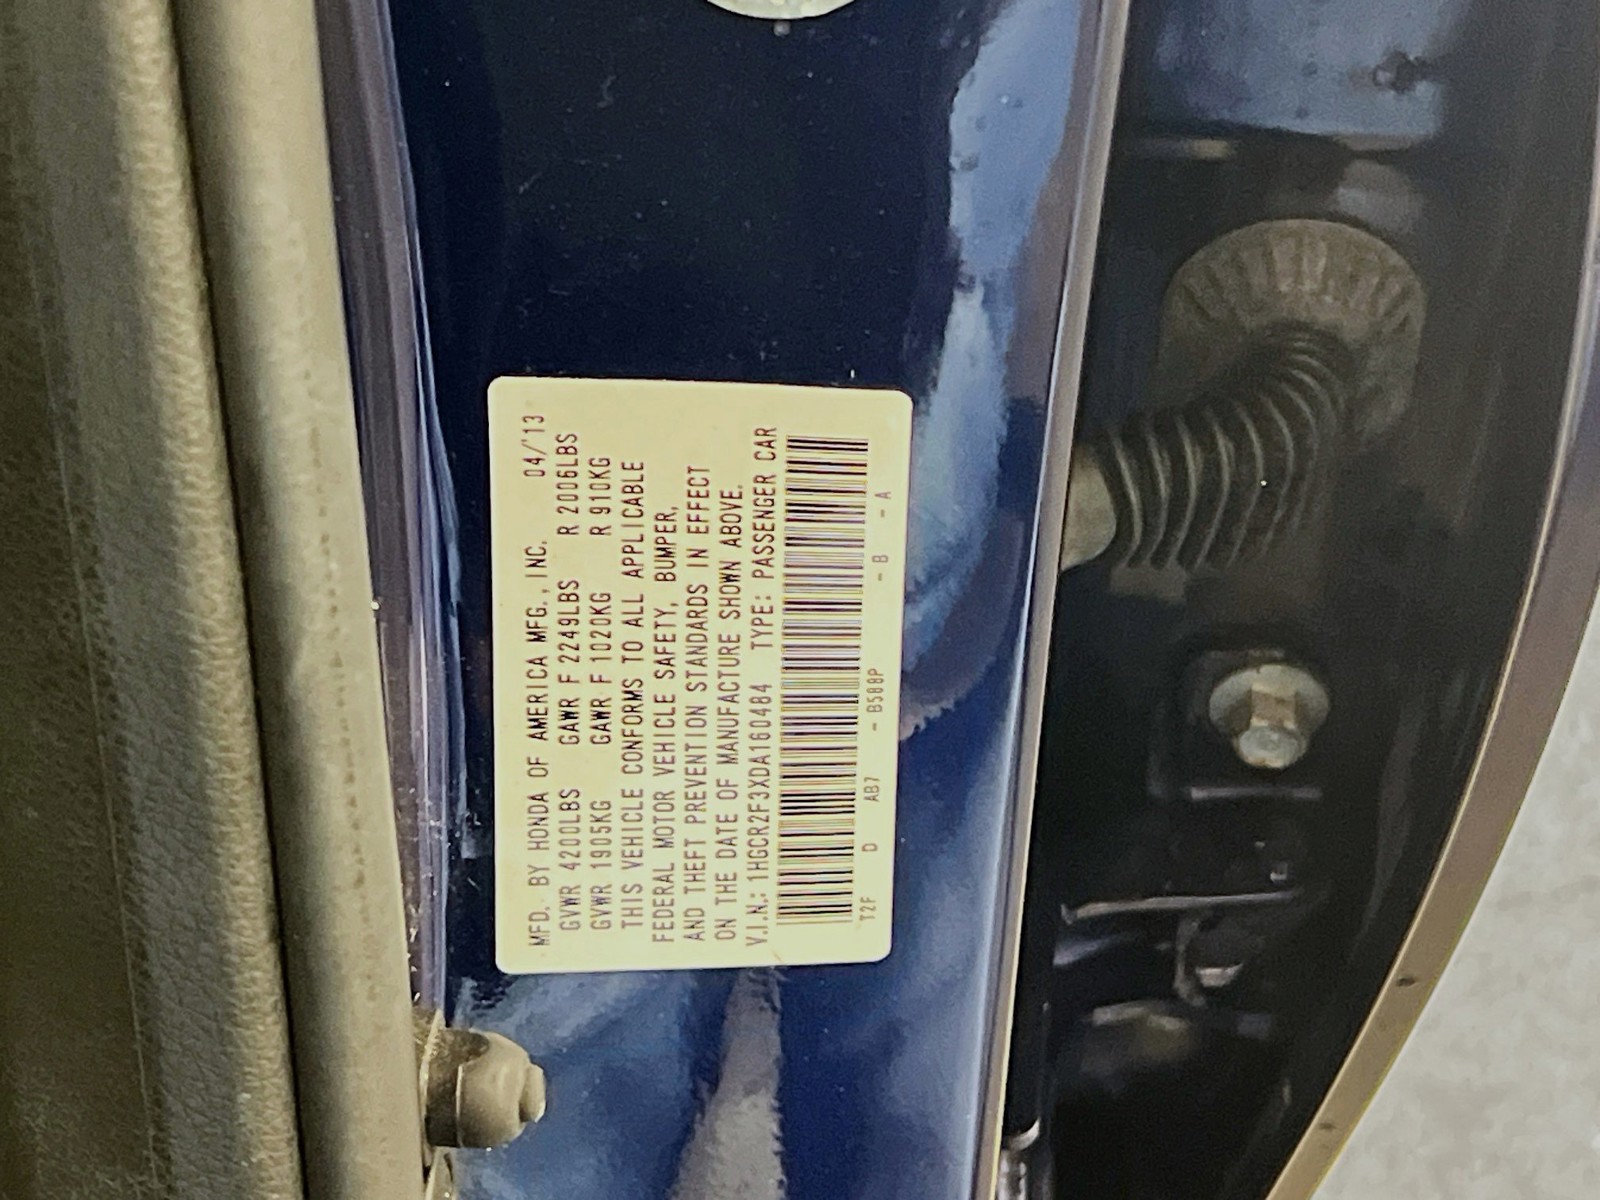 MFD. BY HONDA OF AMERICA MFG., INC. 04/'13
GVWR 4200LBS GAWR F 2249LBS R 2006LBS
GVWR 1905KG GAWR F 1020KG R 910KG
THIS VEHICLE CONFORMS TO ALL APPLICABLE
FEDERAL MOTOR VEHICLE SAFETY, BUMPER,
AND THEFT PREVENTION STANDARDS IN EFFECT
ON THE DATE OF MANUFACTURE SHOWN ABOVE.
V.I.N.: 1HGCR2F3XDA160484 TYPE: PASSENGER CAR
T2F D AB7 - B588P - B - A